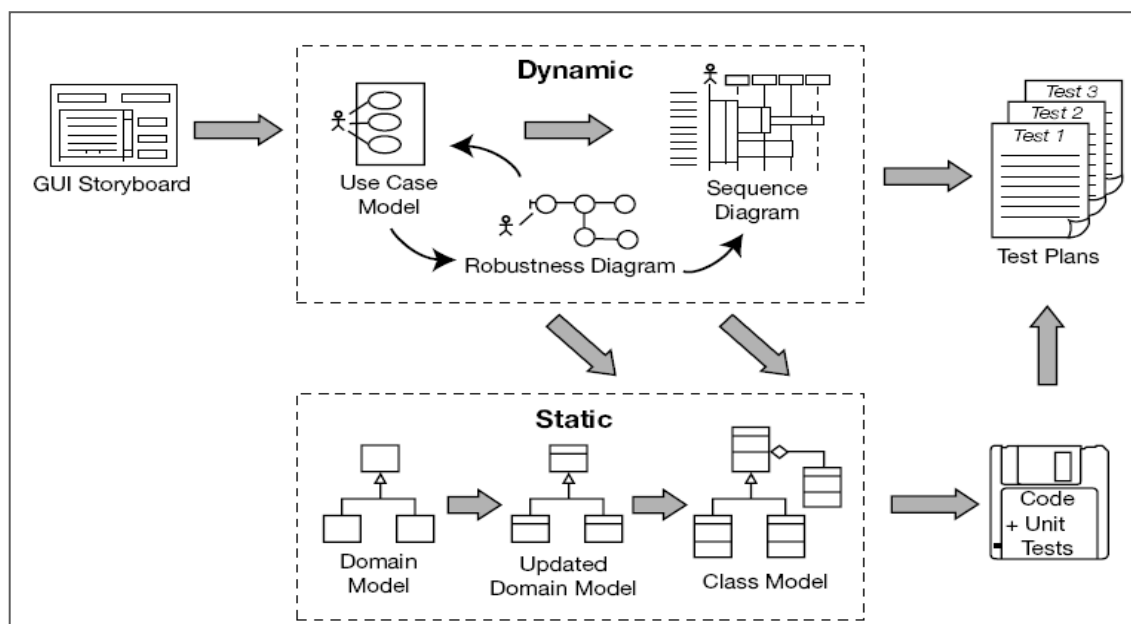 Dynamic
GUI Storyboard
Use Case
Model
Robustness Diagram
Sequence
Diagram
Test 3
Test 2
Test 1
Test Plans
Static
Domain
Model
Updated
Domain Model
Class Model
Code
+ Unit
Tests